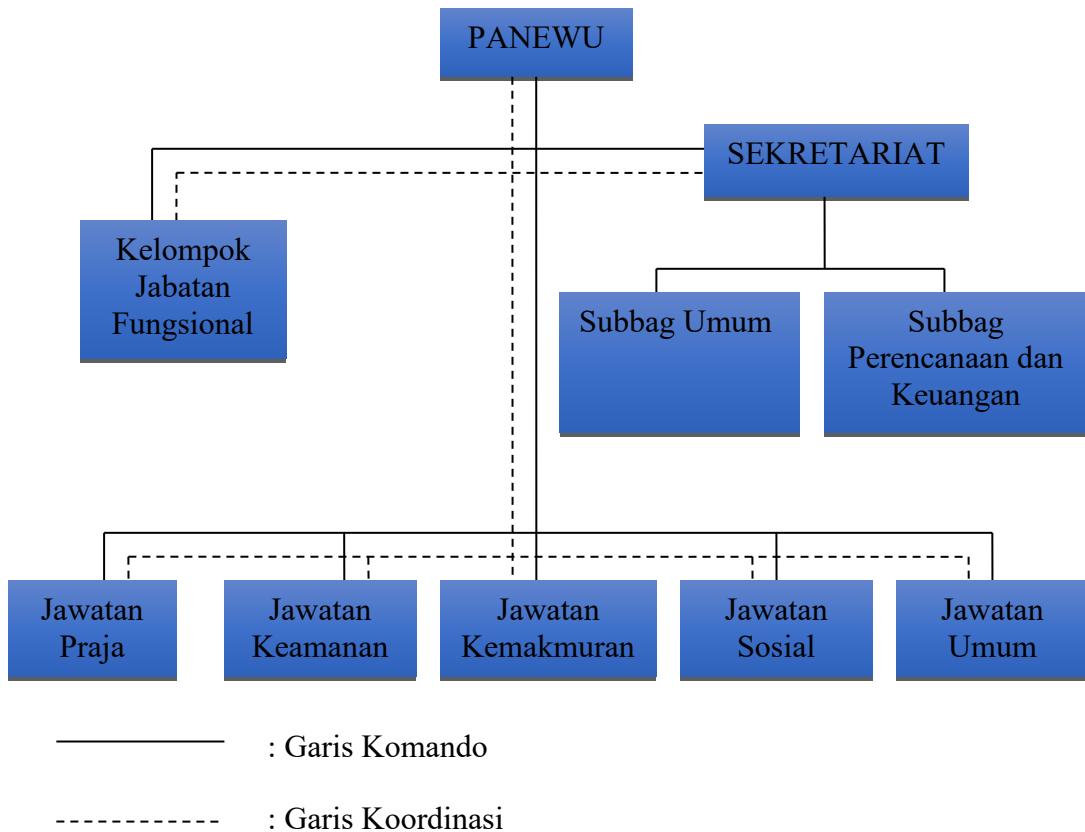 PANEWU
SEKRETARIAT
Kelompok
Jabatan
Fungsional
Subbag Umum
Subbag
Perencanaan dan
Keuangan
Jawatan
Praja
Jawatan
Keamanan
Jawatan
Kemakmuran
Jawatan
Sosial
Jawatan
Umum
: Garis Komando
: Garis Koordinasi